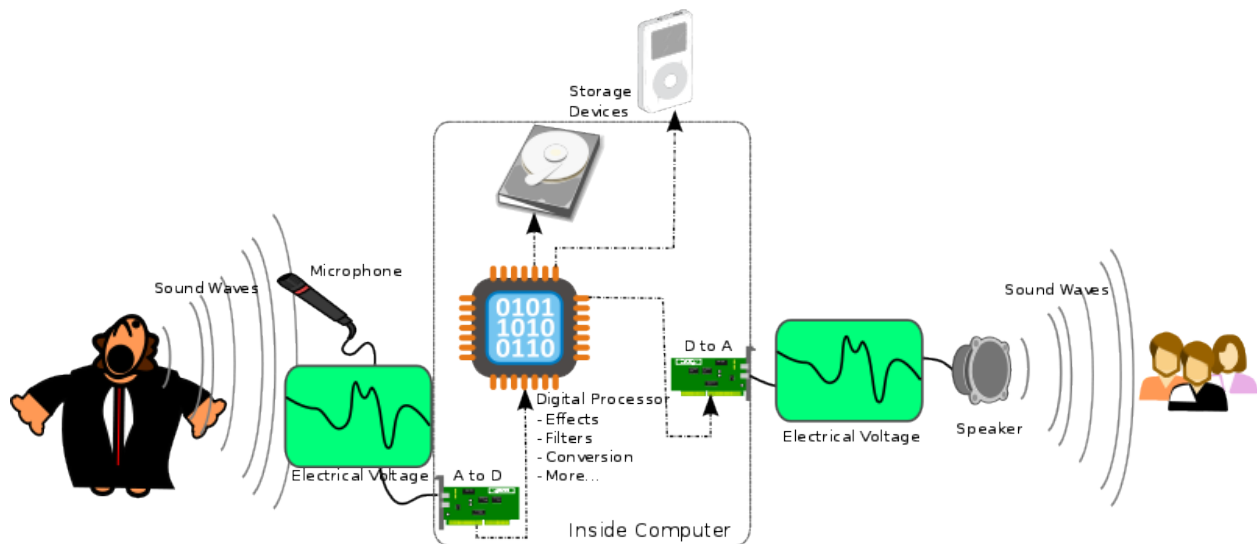 Storage
Devices
Microphone
Sound Waves
Sound Waves
0101
1010
0110
D to A
Digital Processor
- Effects
- Filters
- Conversion
- More...
Electrical Voltage
Speaker
Electrical Voltage
A to D
Inside Computer